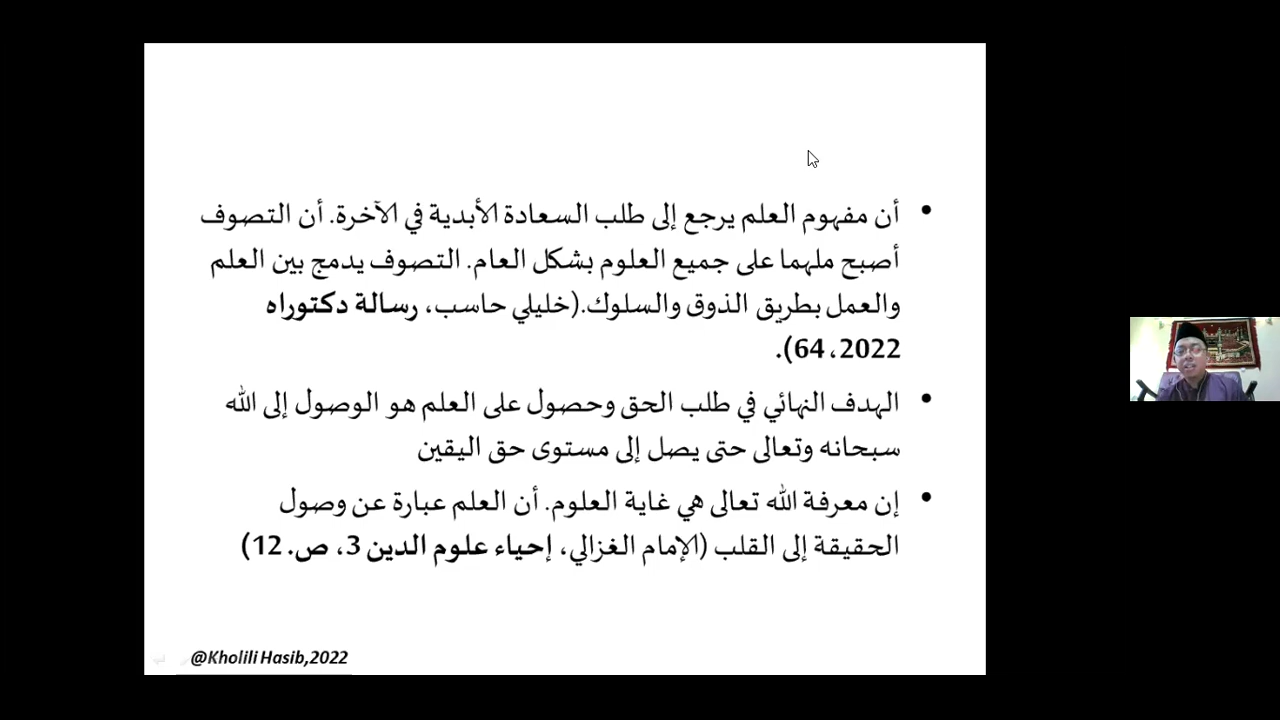 أن مفهوم العلم يرجع إلى طلب السعادة الأبدية في الآخرة. أن التصوف
أصبح ملهما على جميع العلوم بشكل العام. التصوف يدمج بين العلم
والعمل بطريق الذوق والسلوك.(خليلي حاسب، رسالة دكتوراه
2022، 64).
الهدف النهائي في طلب الحق وحصول على العلم هو الوصول إلى الله
سبحانه وتعالى حتى يصل إلى مستوى حق اليقين
إن معرفة الله تعالى هي غاية العلوم. أن العلم عبارة عن وصول
الحقيقة إلى القلب (الإمام الغزالي، إحياء علوم الدين 3، ص. 12)
@Kholili Hasib,2022